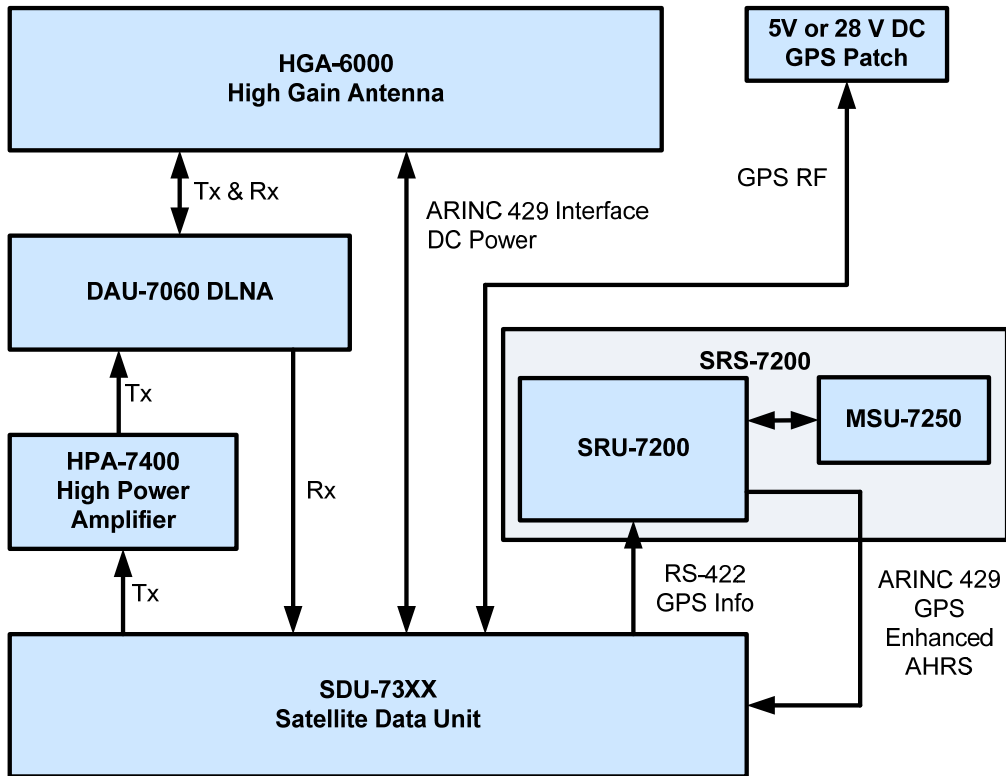 HGA-6000
High Gain Antenna
5V or 28 V DC
GPS Patch
Tx & Rx
ARINC 429 Interface
DC Power
GPS RF
DAU-7060 DLNA
SRS-7200
SRU-7200
MSU-7250
Tx
HPA-7400
High Power
Amplifier
Rx
Tx
RS-422
GPS Info
ARINC 429
GPS
Enhanced
AHRS
SDU-73XX
Satellite Data Unit